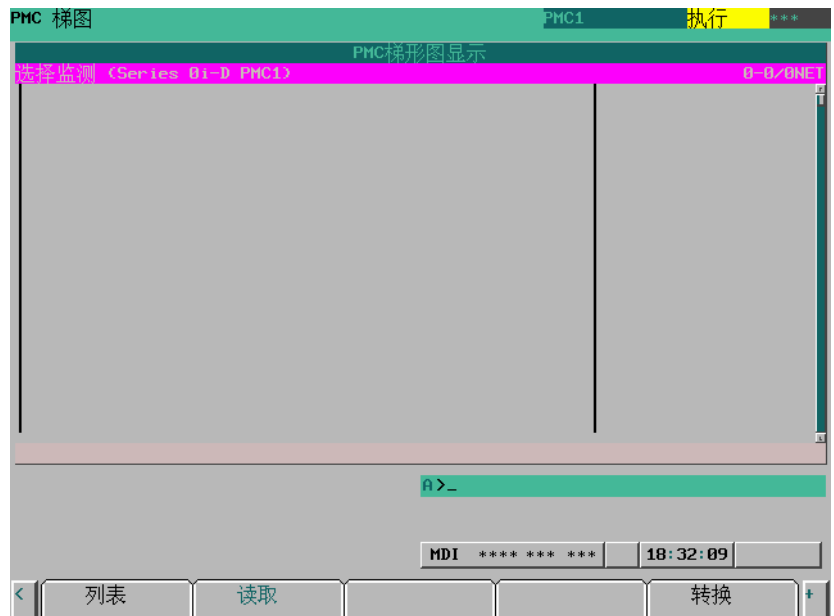 PMC 梯图 PMC1 执行 ***
PMC梯形图显示
选择监测 (Series 0i-D PMC1) 0-0/0NET
A>_
MDI **** *** *** 18:32:09
< 列表 读取 转换 +